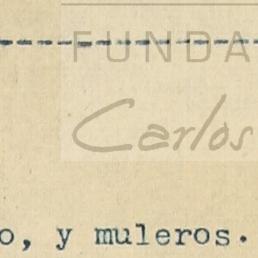 FUNDA
Carlos
o, y muleros.